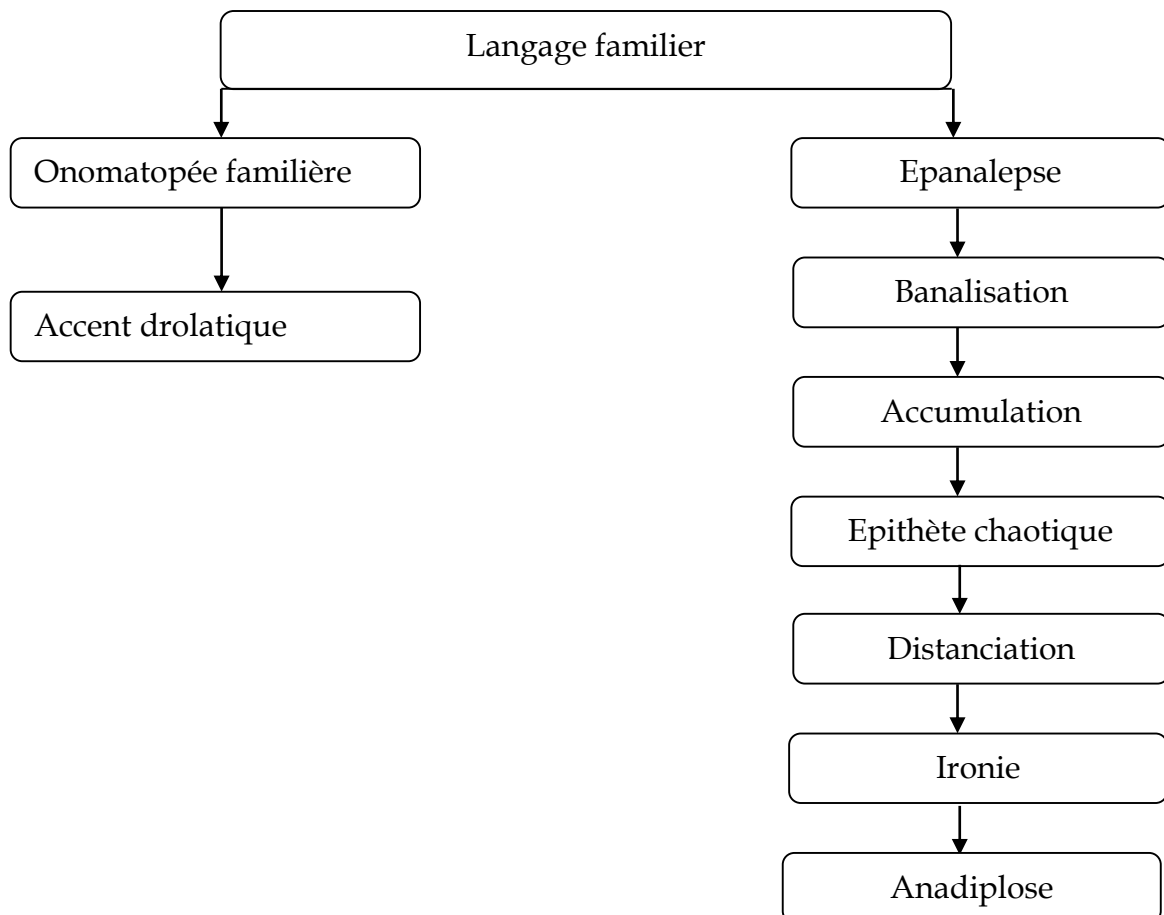 Langage familier
Onomatopée familière
Epanalepse
Banalisation
Accent drolatique
Accumulation
Epithète chaotique
Distanciation
Ironie
Anadiplose